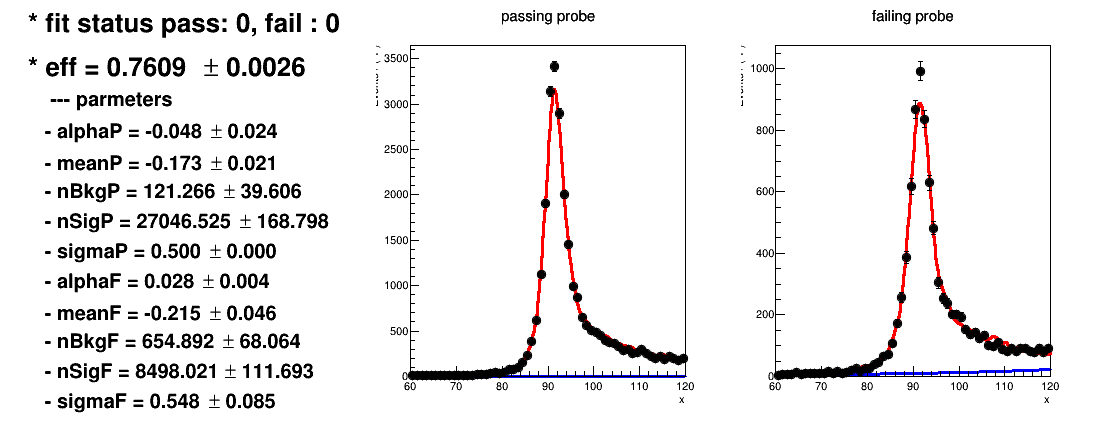 * fit status pass: 0, fail : 0
* eff = 0.7609 ± 0.0026
--- parmeters
- alphaP = -0.048 ± 0.024
- meanP = -0.173 ± 0.021
- nBkgP = 121.266 ± 39.606
- nSigP = 27046.525 ± 168.798
- sigmaP = 0.500 ± 0.000
- alphaF = 0.028 ± 0.004
- meanF = -0.215 ± 0.046
- nBkgF = 654.892 ± 68.064
- nSigF = 8498.021 ± 111.693
- sigmaF = 0.548 ± 0.085
passing probe
3500
3000
2500
2000
1500
1000
500
0
60 70 80 90 100 110 120
x
failing probe
1000
800
600
400
200
0
60 70 80 90 100 110 120
x